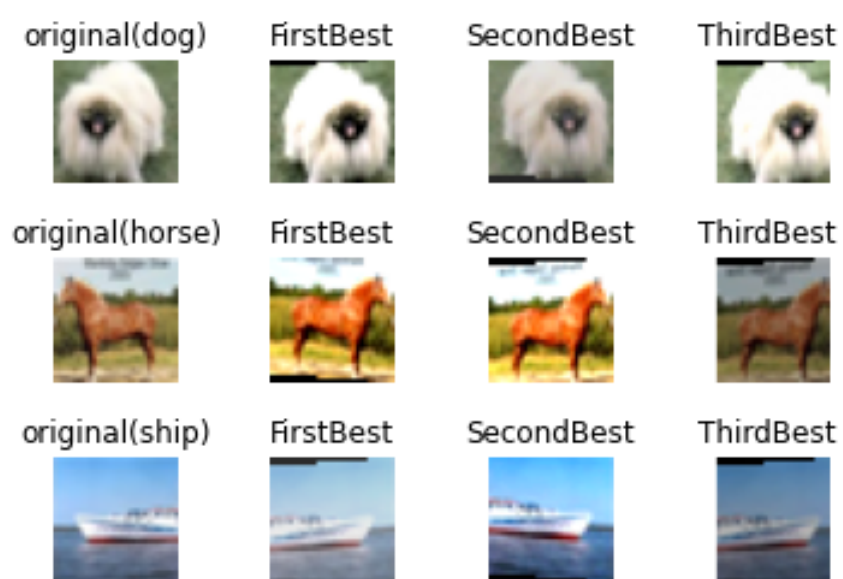 original(dog) FirstBest SecondBest ThirdBest
original(horse) FirstBest SecondBest ThirdBest
original(ship) FirstBest SecondBest ThirdBest